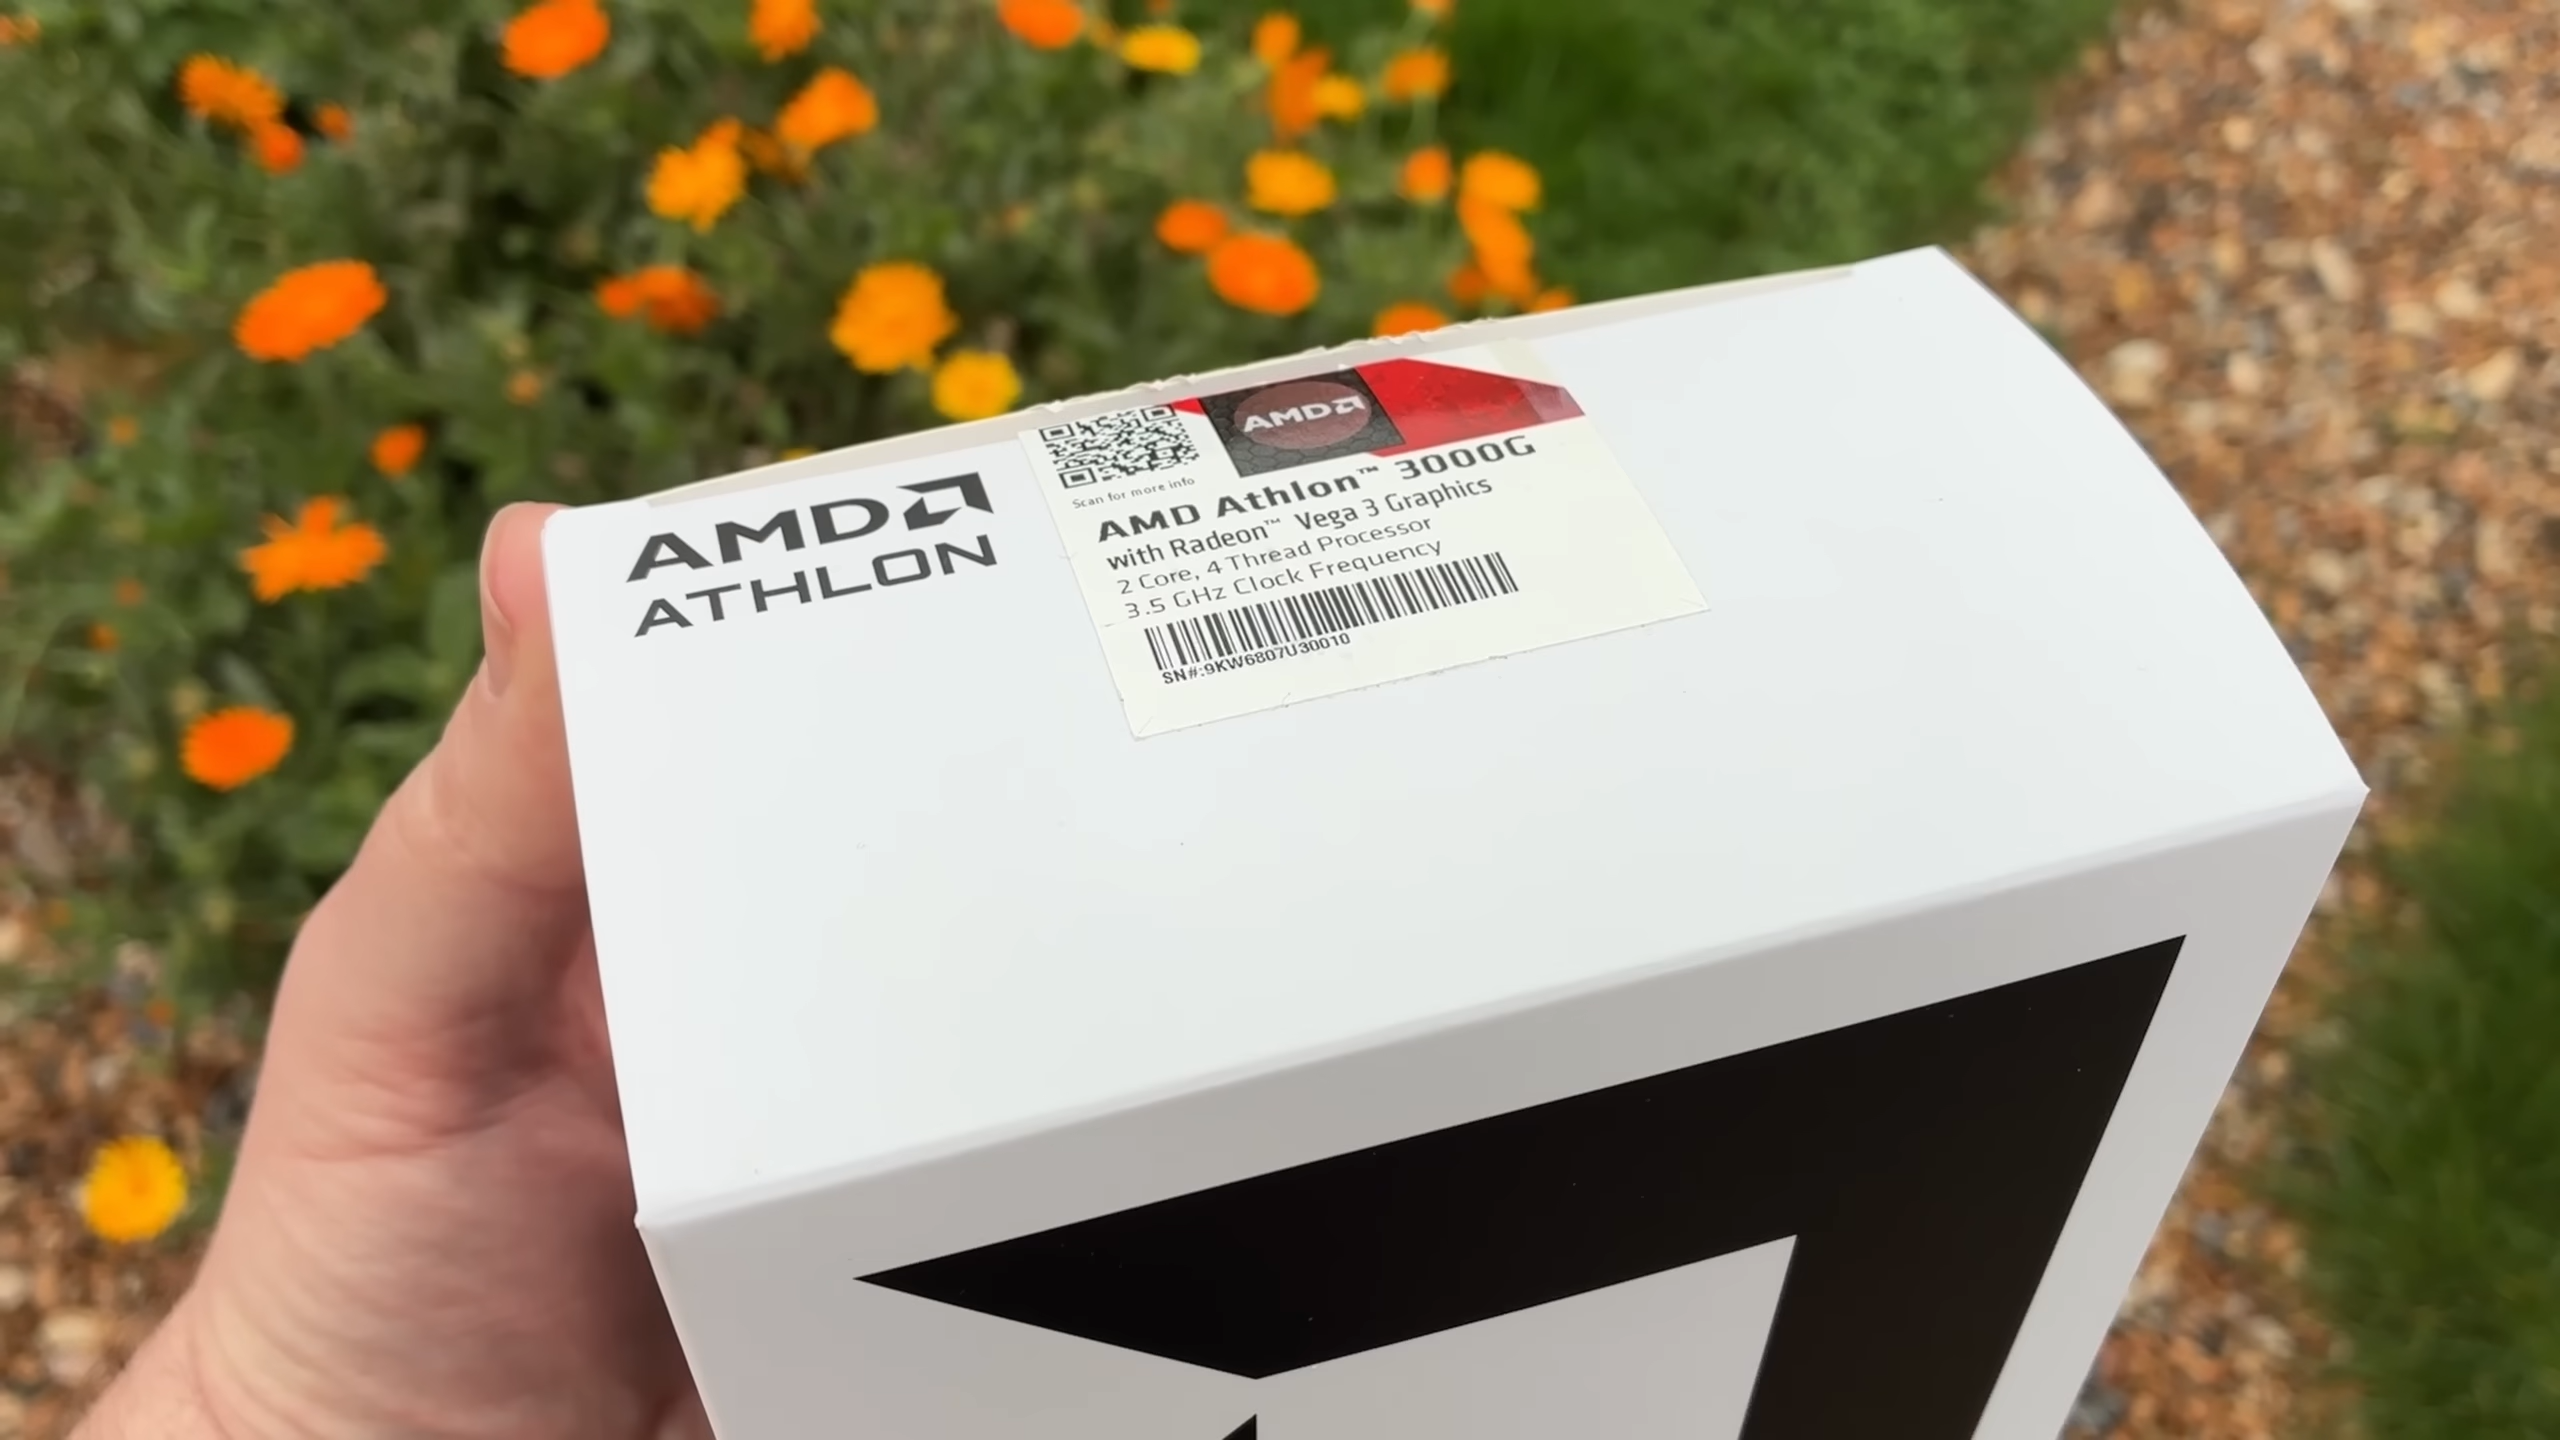 AMD
ATHLON
AMD
Scan for more info
AMD Athlon™ 3000G
with Radeon™ Vega 3 Graphics
2 Core, 4 Thread Processor
3.5 GHz Clock Frequency
SN#:9KW6807U30010